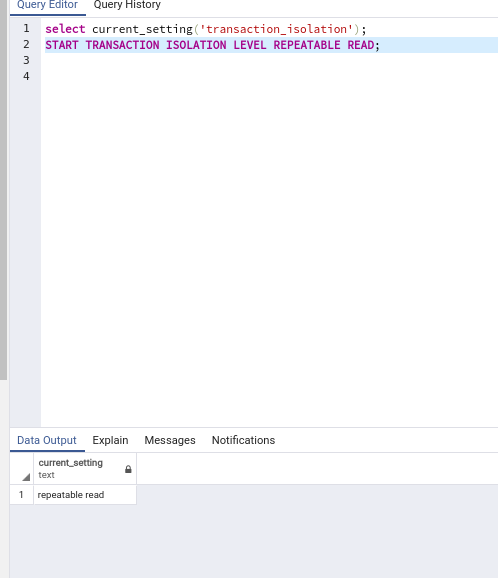 Query Editor Query History
1 select current_setting('transaction_isolation');
2 START TRANSACTION ISOLATION LEVEL REPEATABLE READ;
3
4
Data Output Explain Messages Notifications
current_setting
text
1 repeatable read